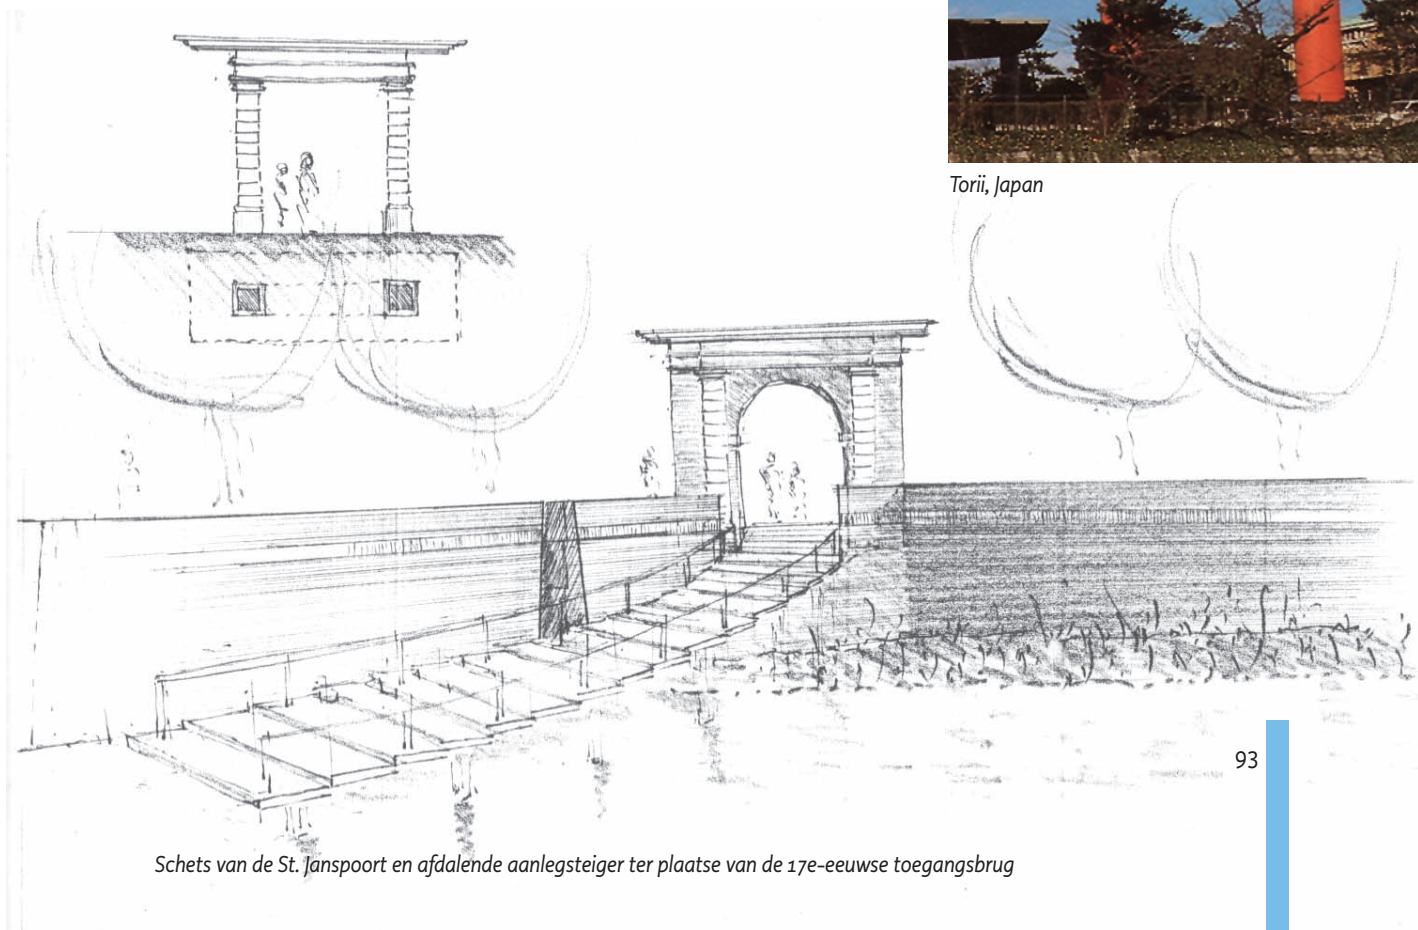 Torii, Japan
93
Schets van de St. Janspoort en afdalende aanlegsteiger ter plaatse van de 17e-eeuwse toegangsbrug